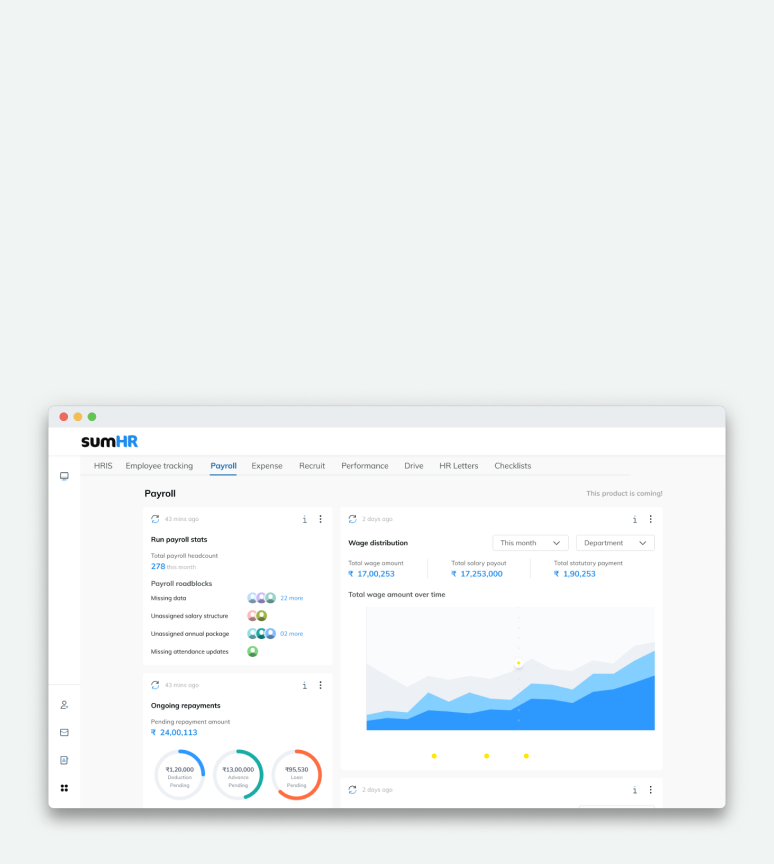 sumHR
HRIS Employee tracking Payroll Expense Recruit Performance Drive HR Letters Checklists
Payroll
This product is coming!
43 mins ago
Run payroll stats
Total payroll headcount
278 this month
Payroll roadblocks
Missing data 22 more
Unassigned salary structure
Unassigned annual package 02 more
Missing attendance updates
43 mins ago
Ongoing repayments
Pending repayment amount
₹ 24,00,113
₹1,20,000
Deduction
Pending
₹13,00,000
Advance
Pending
₹95,530
Loan
Pending
2 days ago
Wage distribution This month Department
Total wage amount Total salary payout Total statutory payment
₹ 17,00,253 ₹ 17,253,000 ₹ 1,90,253
Total wage amount over time
2 days ago